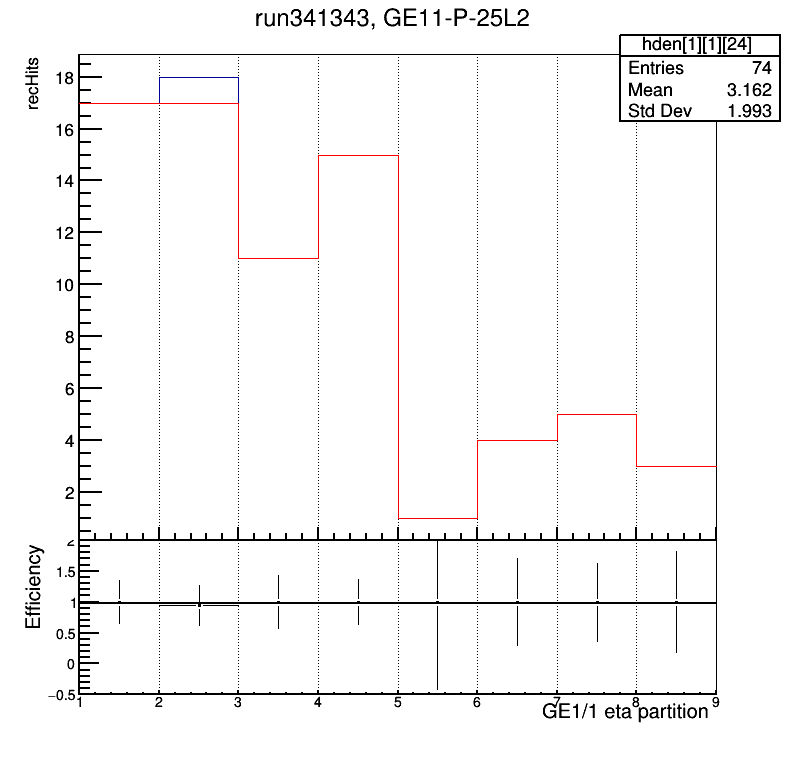 run341343, GE11-P-25L2
hden[1][1][24]
Entries 74
Mean 3.162
Std Dev 1.993
recHits
18
16
14
12
10
8
6
4
2
Efficiency
2
1.5
1
0.5
0
−0.5
1 2 3 4 5 6 7 8 9
GE1/1 eta partition